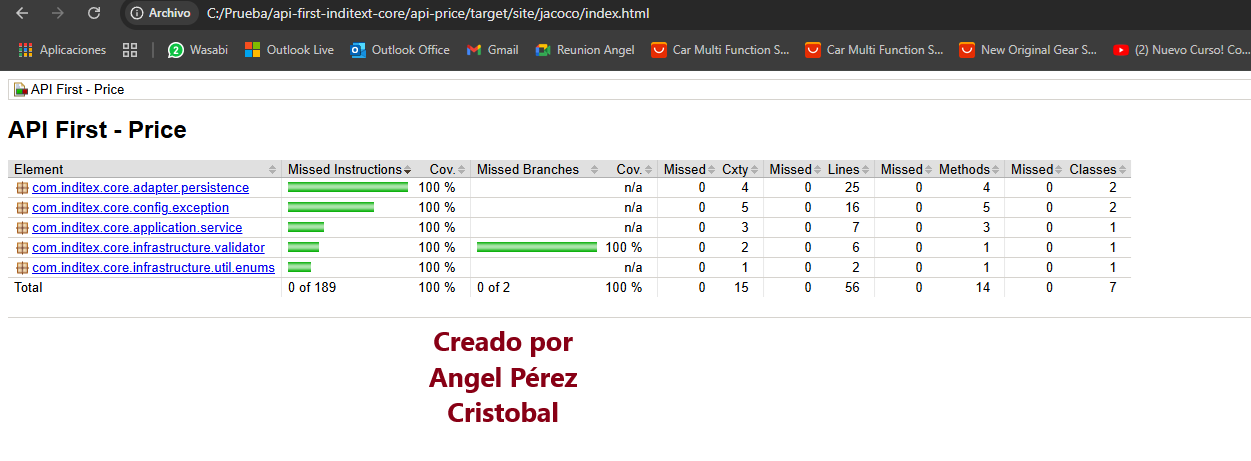 Archivo C:/Prueba/api-first-inditext-core/api-price/target/site/jacoco/index.html
Aplicaciones 2 Wasabi Outlook Live Outlook Office Gmail Reunion Angel Car Multi Function S... Car Multi Function S... New Original Gear S... (2) Nuevo Curso! Co...
API First - Price
API First - Price
Element Missed Instructions Cov. Missed Branches Cov. Missed Cxty Missed Lines Missed Methods Missed Classes
com.inditex.core.adapter.persistence 100 % n/a 0 4 0 25 0 4 0 2
com.inditex.core.config.exception 100 % n/a 0 5 0 16 0 5 0 2
com.inditex.core.application.service 100 % n/a 0 3 0 7 0 3 0 1
com.inditex.core.infrastructure.validator 100 % 100 % 0 2 0 6 0 1 0 1
com.inditex.core.infrastructure.util.enums 100 % n/a 0 1 0 2 0 1 0 1
Total 0 of 189 100 % 0 of 2 100 % 0 15 0 56 0 14 0 7
Creado por
Angel Pérez
Cristobal